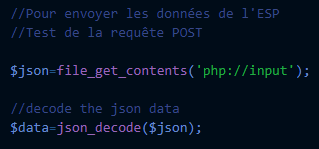 //Pour envoyer les données de l'ESP
//Test de la requête POST
$json=file_get_contents('php://input');
//decode the json data
$data=json_decode($json);